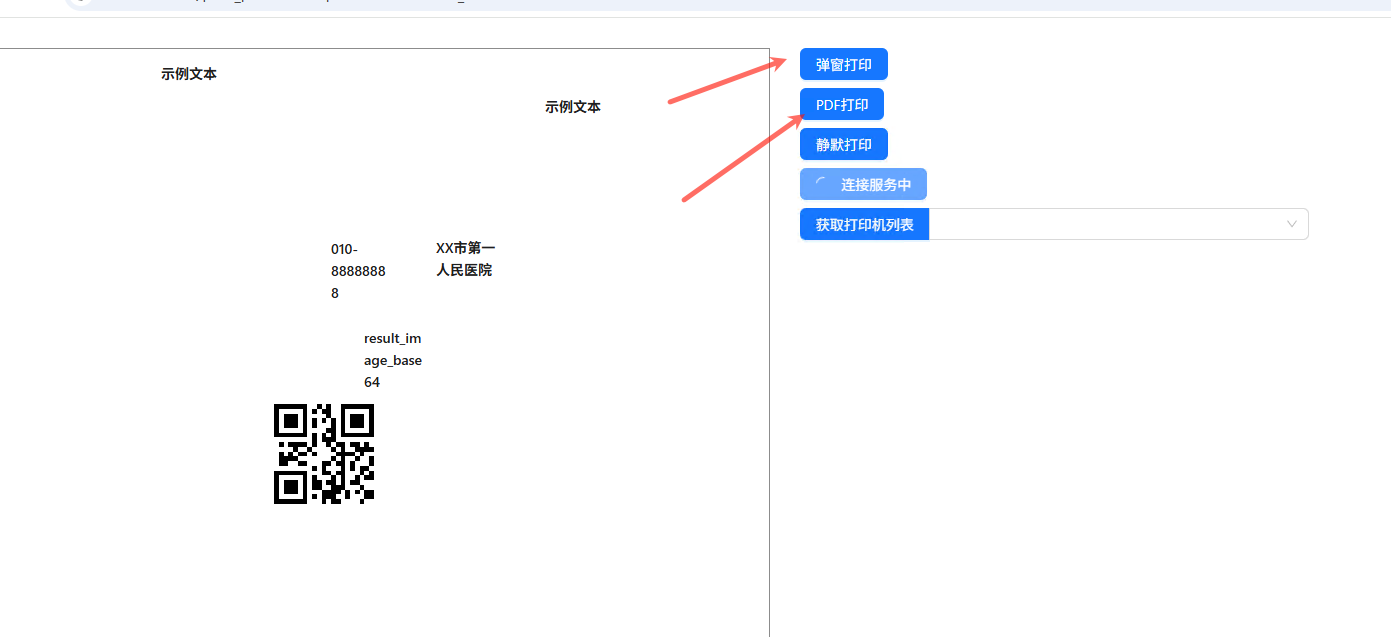 示例文本
示例文本
010-
8888888
8
XX市第一
人民医院
result_im
age_base
64
弹窗打印
PDF打印
静默打印
连接服务中
获取打印机列表